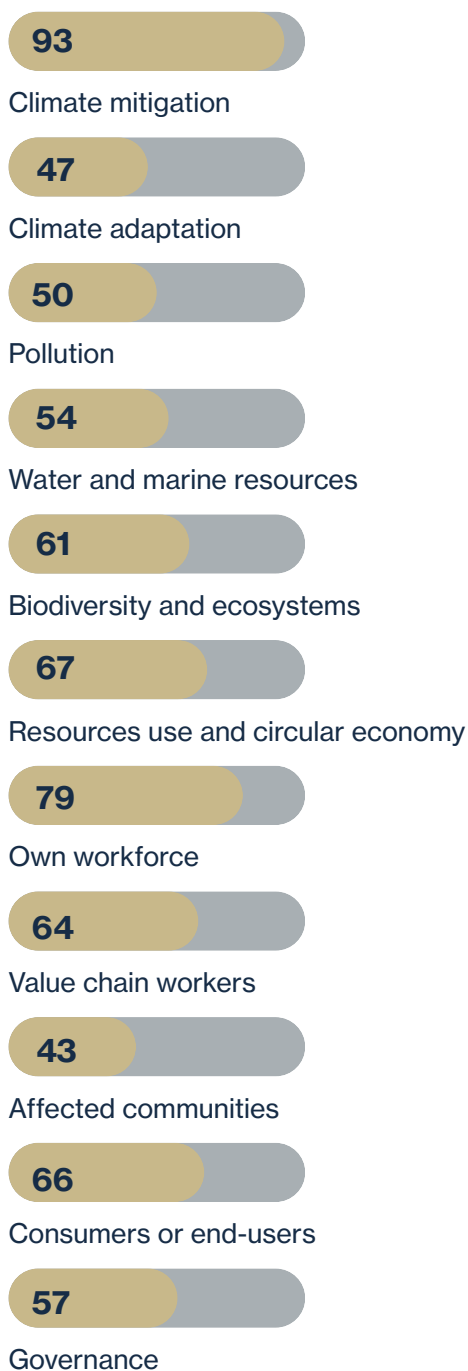 93
Climate mitigation
47
Climate adaptation
50
Pollution
54
Water and marine resources
61
Biodiversity and ecosystems
67
Resources use and circular economy
79
Own workforce
64
Value chain workers
43
Affected communities
66
Consumers or end-users
57
Governance